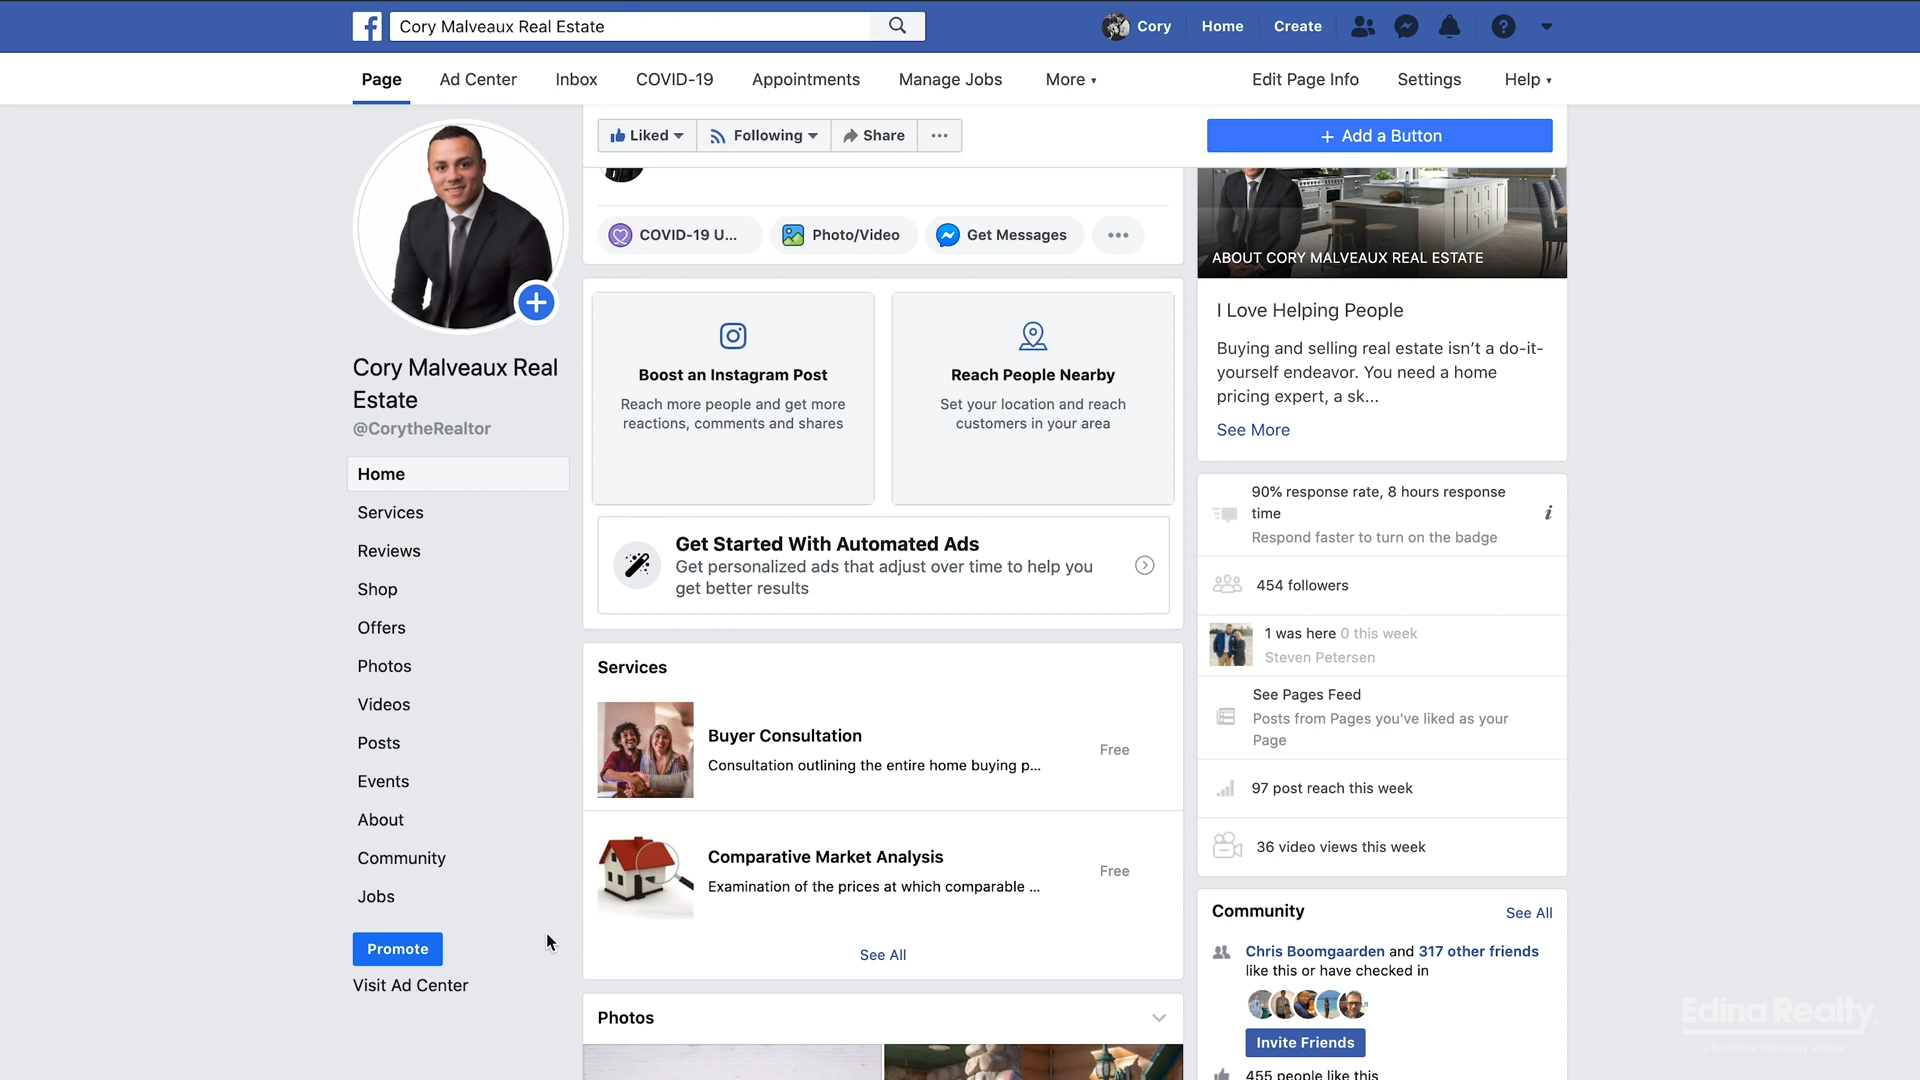 Cory Malveaux Real Estate
Cory
Home
Create
Page
Ad Center
Inbox
COVID-19
Appointments
Manage Jobs
More
Edit Page Info
Settings
Help
Liked
Following
Share
+ Add a Button
COVID-19 U...
Photo/Video
Get Messages
ABOUT CORY MALVEAUX REAL ESTATE
Cory Malveaux Real
Estate
@CorytheRealtor
Home
Services
Reviews
Shop
Offers
Photos
Videos
Posts
Events
About
Community
Jobs
Promote
Visit Ad Center
Boost an Instagram Post
Reach more people and get more
reactions, comments and shares
Reach People Nearby
Set your location and reach
customers in your area
Get Started With Automated Ads
Get personalized ads that adjust over time to help you
get better results
Services
Buyer Consultation
Consultation outlining the entire home buying p...
Free
Comparative Market Analysis
Examination of the prices at which comparable ...
Free
See All
Photos
I Love Helping People
Buying and selling real estate isn’t a do-it-
yourself endeavor. You need a home
pricing expert, a sk...
See More
90% response rate, 8 hours response
time
Respond faster to turn on the badge
454 followers
1 was here 0 this week
Steven Petersen
See Pages Feed
Posts from Pages you've liked as your
Page
97 post reach this week
36 video views this week
Community
See All
Chris Boomgaarden and 317 other friends
like this or have checked in
Invite Friends
455 people like this
Edina Realty